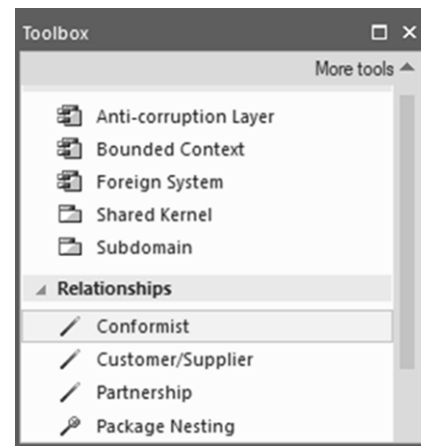 Toolbox
More tools
Anti-corruption Layer
Bounded Context
Foreign System
Shared Kernel
Subdomain
Relationships
Conformist
Customer/Supplier
Partnership
Package Nesting